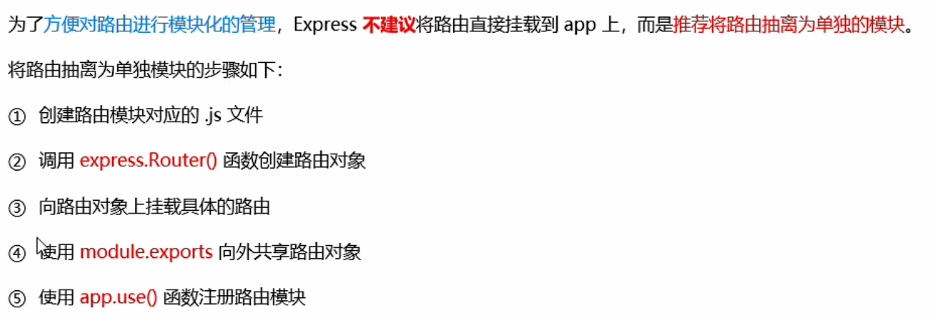 为了方便对路由进行模块化的管理，Express 不建议将路由直接挂载到 app 上，而是推荐将路由抽离为单独的模块。
将路由抽离为单独模块的步骤如下：
① 创建路由模块对应的 .js 文件
② 调用 express.Router() 函数创建路由对象
③ 向路由对象上挂载具体的路由
④ 使用 module.exports 向外共享路由对象
⑤ 使用 app.use() 函数注册路由模块